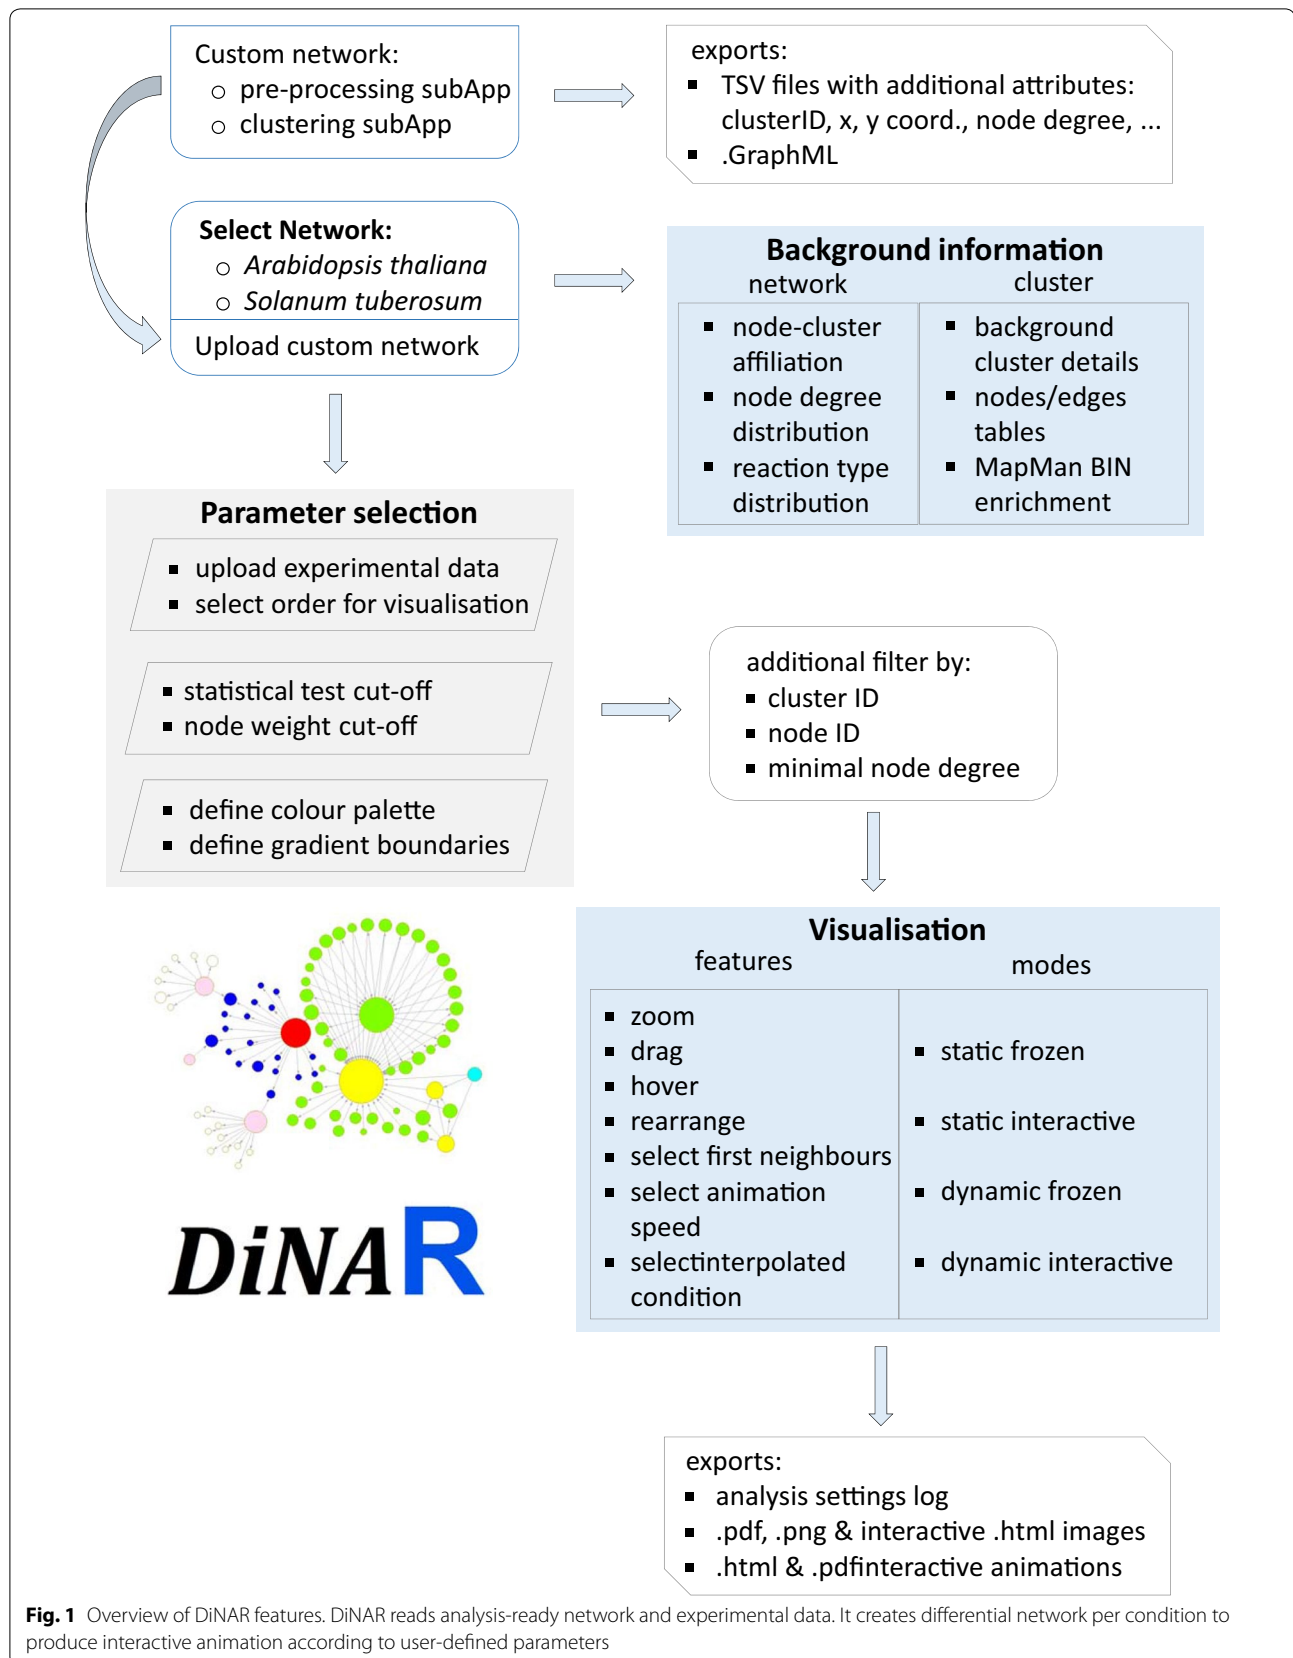 Custom network:
○ pre-processing subApp
○ clustering subApp
exports:
▪ TSV files with additional attributes:
clusterID, x, y coord., node degree, ...
▪ .GraphML
Select Network:
○ Arabidopsis thaliana
○ Solanum tuberosum
Upload custom network
Background information
network
▪ node-cluster
affiliation
▪ node degree
distribution
▪ reaction type
distribution
cluster
▪ background
cluster details
▪ nodes/edges
tables
▪ MapMan BIN
enrichment
Parameter selection
▪ upload experimental data
▪ select order for visualisation
▪ statistical test cut-off
▪ node weight cut-off
▪ define colour palette
▪ define gradient boundaries
additional filter by:
▪ cluster ID
▪ node ID
▪ minimal node degree
DiNAR
Visualisation
features
▪ zoom
▪ drag
▪ hover
▪ rearrange
▪ select first neighbours
▪ select animation
speed
▪ selectinterpolated
condition
modes
▪ static frozen
▪ static interactive
▪ dynamic frozen
▪ dynamic interactive
exports:
▪ analysis settings log
▪ .pdf, .png & interactive .html images
▪ .html & .pdfinteractive animations
Fig. 1 Overview of DiNAR features. DiNAR reads analysis-ready network and experimental data. It creates differential network per condition to
produce interactive animation according to user-defined parameters